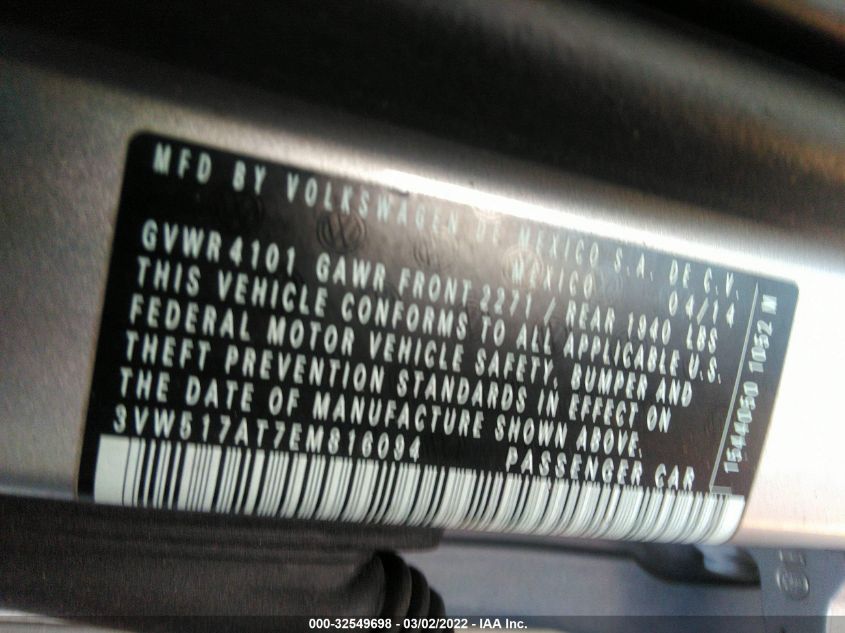 MFD BY VOLKSWAGEN DE MEXICO S.A. DE C.V.
MEXICO 04/14
GVWR 4101 GAWR FRONT 2271 / REAR 1940 LBS
THIS VEHICLE CONFORMS TO ALL APPLICABLE U.S.
FEDERAL MOTOR VEHICLE SAFETY, BUMPER AND
THEFT PREVENTION STANDARDS IN EFFECT ON
THE DATE OF MANUFACTURE SHOWN ABOVE.
3VW517AT7EM816094 PASSENGER CAR
1544050 1052 M
000-32549698 - 03/02/2022 - IAA Inc.